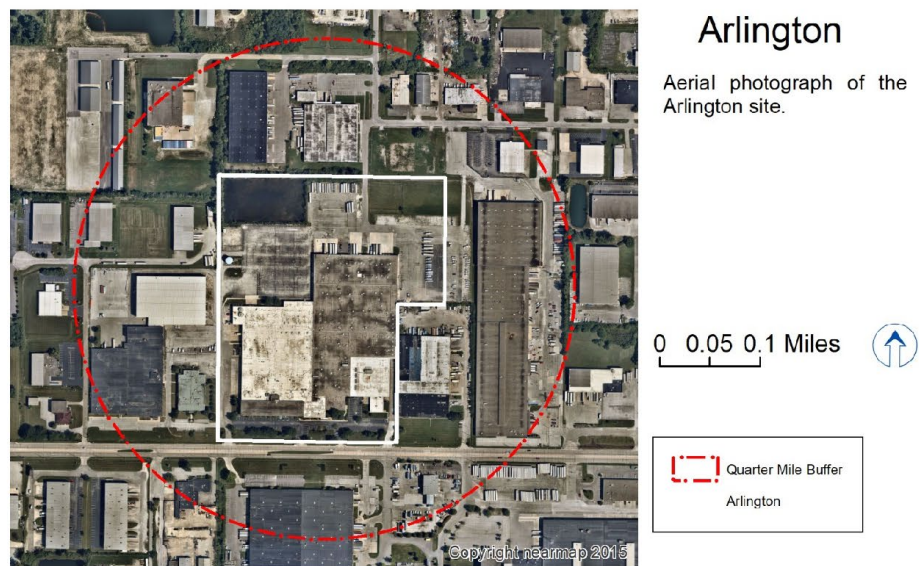 Arlington
Aerial photograph of the
Arlington site.
0 0.05 0.1 Miles
Quarter Mile Buffer
Arlington
Copyright nearmap 2015